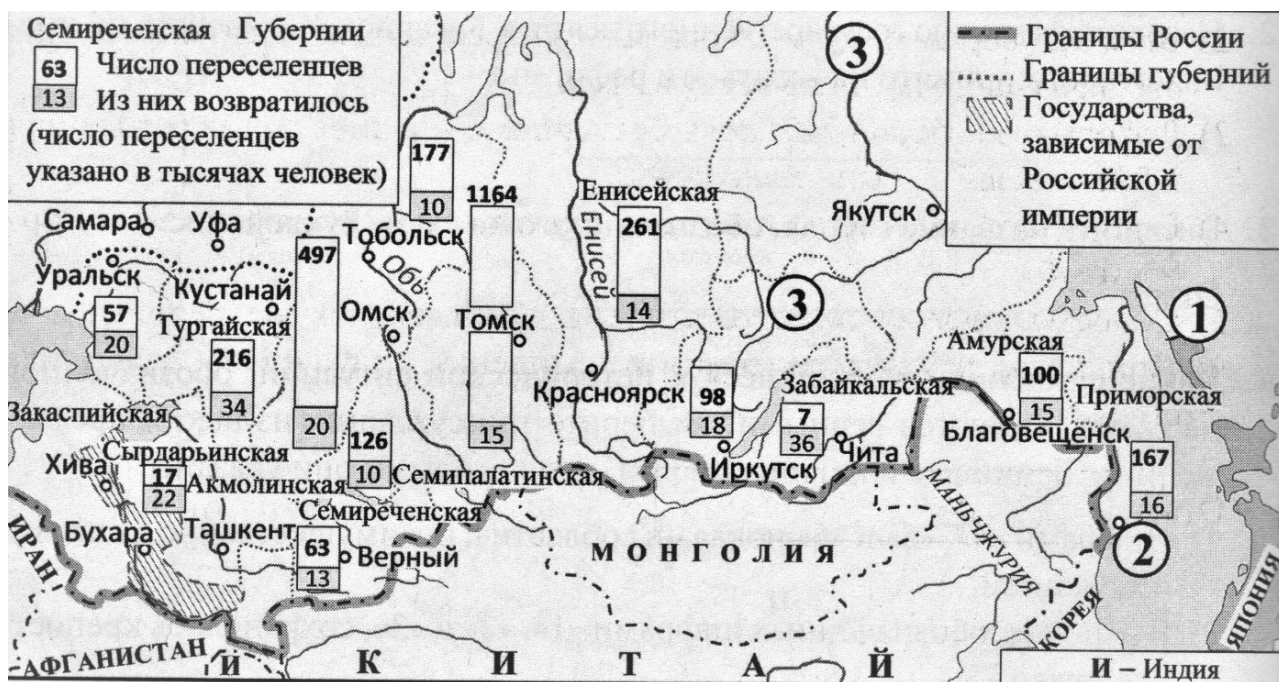 Семиреченская Губернии
63 Число переселенцев
13 Из них возвратилось
(число переселенцев
указано в тысячах человек)
Границы России
Границы губерний
Государства,
зависимые от
Российской
империи
3
177
10
1164
15
Енисейская
261
14
Енисей
Якутск
Самара
Уфа
497
20
Тобольск
Обь
Уральск
57
20
Кустанай
Тургайская
216
34
Омск
Томск
3
1
Красноярск
98
18
Иркутск
Забайкальская
7
36
Чита
Амурская
100
15
Благовещенск
Приморская
167
16
2
Закаспийская
Хива
Сырдарьинская
17
22
Акмолинская
126
10
Семипалатинская
Семиреченская
63
13
Верный
Бухара
Ташкент
ИРАН
АФГАНИСТАН
И
КИТАЙ
МОНГОЛИЯ
МАНЬЧЖУРИЯ
КОРЕЯ
ЯПОНИЯ
И – Индия